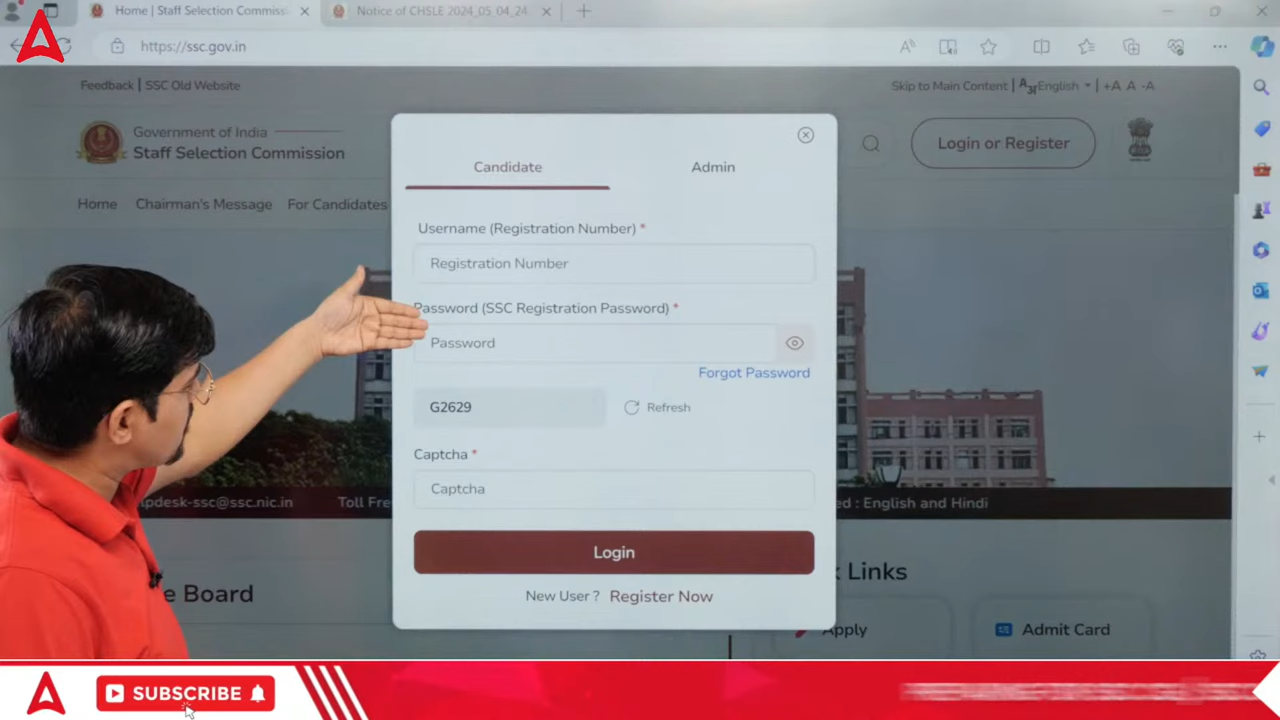 Home | Staff Selection Commiss
Notice of CHSLE 2024_05_04_24.
https://ssc.gov.in
Feedback | SSC Old Website
Skip to Main Content | English +A A -A
Government of India
Staff Selection Commission
Login or Register
Home Chairman's Message For Candidates
Candidate Admin
Username (Registration Number) *
Registration Number
Password (SSC Registration Password) *
Password
Forgot Password
G2629 Refresh
Captcha *
Captcha
lpdesk-ssc@ssc.nic.in Toll Fre
ed : English and Hindi
Login
New User ? Register Now
e Board
k Links
Apply
Admit Card
SUBSCRIBE